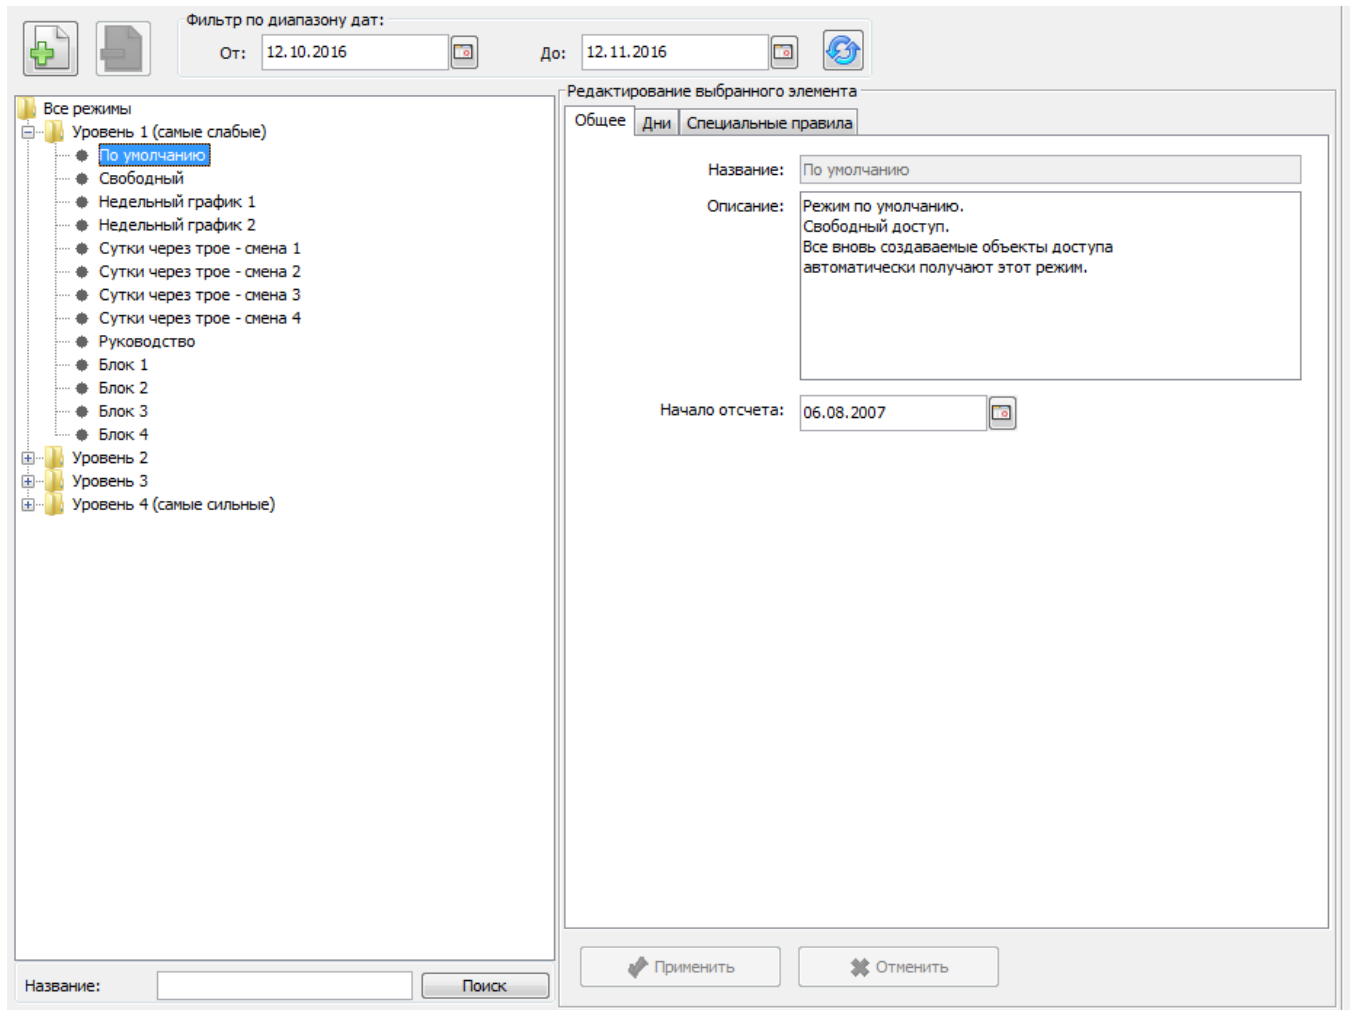 Фильтр по диапазону дат:
От: 12.10.2016 До: 12.11.2016
Все режимы
Уровень 1 (самые слабые)
По умолчанию
Свободный
Недельный график 1
Недельный график 2
Сутки через трое - смена 1
Сутки через трое - смена 2
Сутки через трое - смена 3
Сутки через трое - смена 4
Руководство
Блок 1
Блок 2
Блок 3
Блок 4
Уровень 2
Уровень 3
Уровень 4 (самые сильные)
Название: Поиск
Редактирование выбранного элемента
Общее Дни Специальные правила
Название: По умолчанию
Описание: Режим по умолчанию.
Свободный доступ.
Все вновь создаваемые объекты доступа
автоматически получают этот режим.
Начало отсчета: 06.08.2007
Применить Отменить